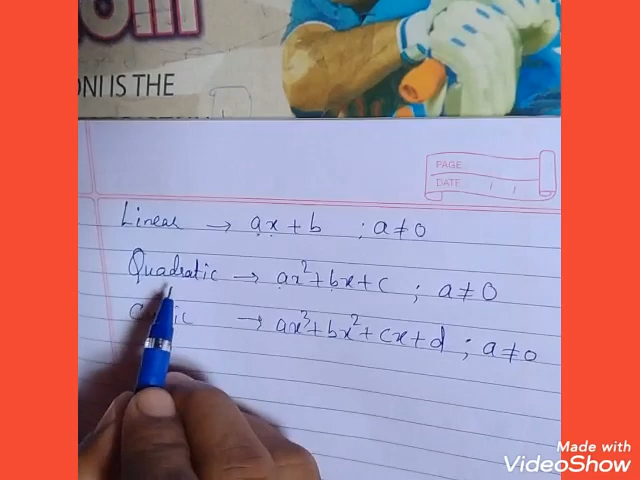 ONI IS THE
PAGE
DATE
Linear → ax + b ; a ≠ 0
Quadratic → ax² + bx + c ; a ≠ 0
→ ax³ + bx² + cx + d ; a ≠ 0
Made with
VideoShow